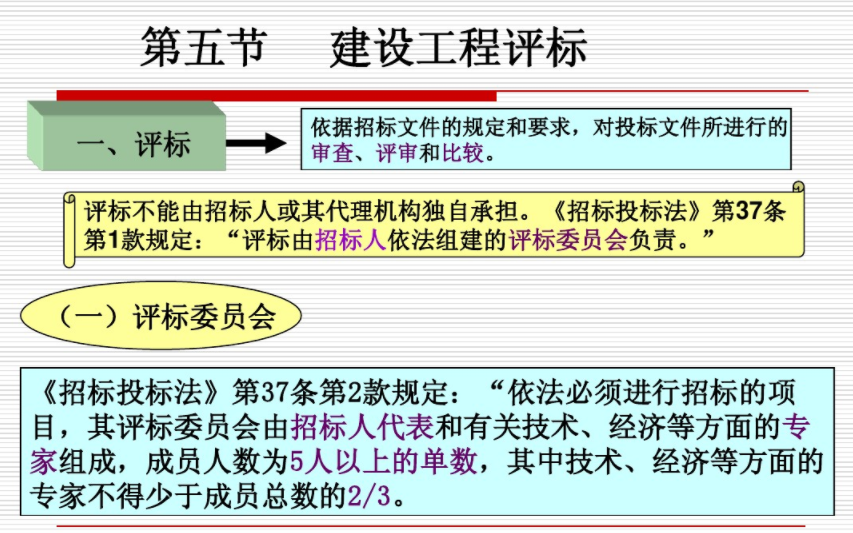 第五节 建设工程评标
一、评标
依据招标文件的规定和要求，对投标文件所进行的
审查、评审和比较。
评标不能由招标人或其代理机构独自承担。《招标投标法》第37条
第1款规定：“评标由招标人依法组建的评标委员会负责。”
（一）评标委员会
《招标投标法》第37条第2款规定：“依法必须进行招标的项
目，其评标委员会由招标人代表和有关技术、经济等方面的专
家组成，成员人数为5人以上的单数，其中技术、经济等方面的
专家不得少于成员总数的2/3。